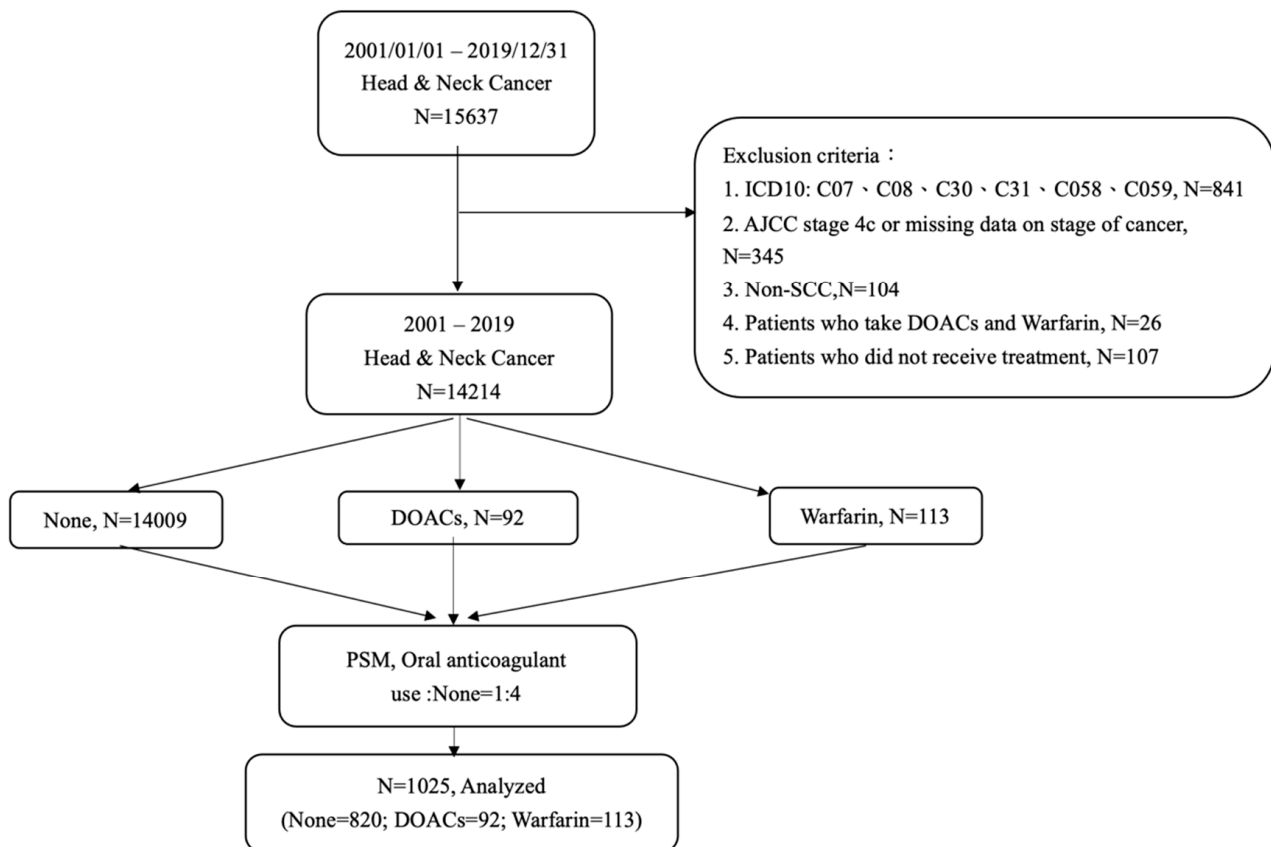 2001/01/01 – 2019/12/31
Head & Neck Cancer
N=15637
Exclusion criteria：
1. ICD10: C07、C08、C30、C31、C058、C059, N=841
2. AJCC stage 4c or missing data on stage of cancer,
N=345
3. Non-SCC,N=104
4. Patients who take DOACs and Warfarin, N=26
5. Patients who did not receive treatment, N=107
2001 – 2019
Head & Neck Cancer
N=14214
None, N=14009
DOACs, N=92
Warfarin, N=113
PSM, Oral anticoagulant
use :None=1:4
N=1025, Analyzed
(None=820; DOACs=92; Warfarin=113)